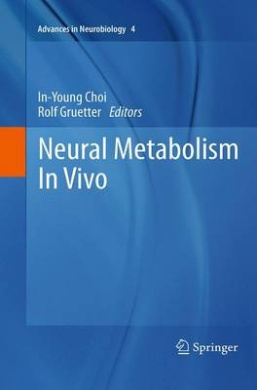 Advances in Neurobiology 4
In-Young Choi
Rolf Gruetter Editors
Neural Metabolism
In Vivo
Springer